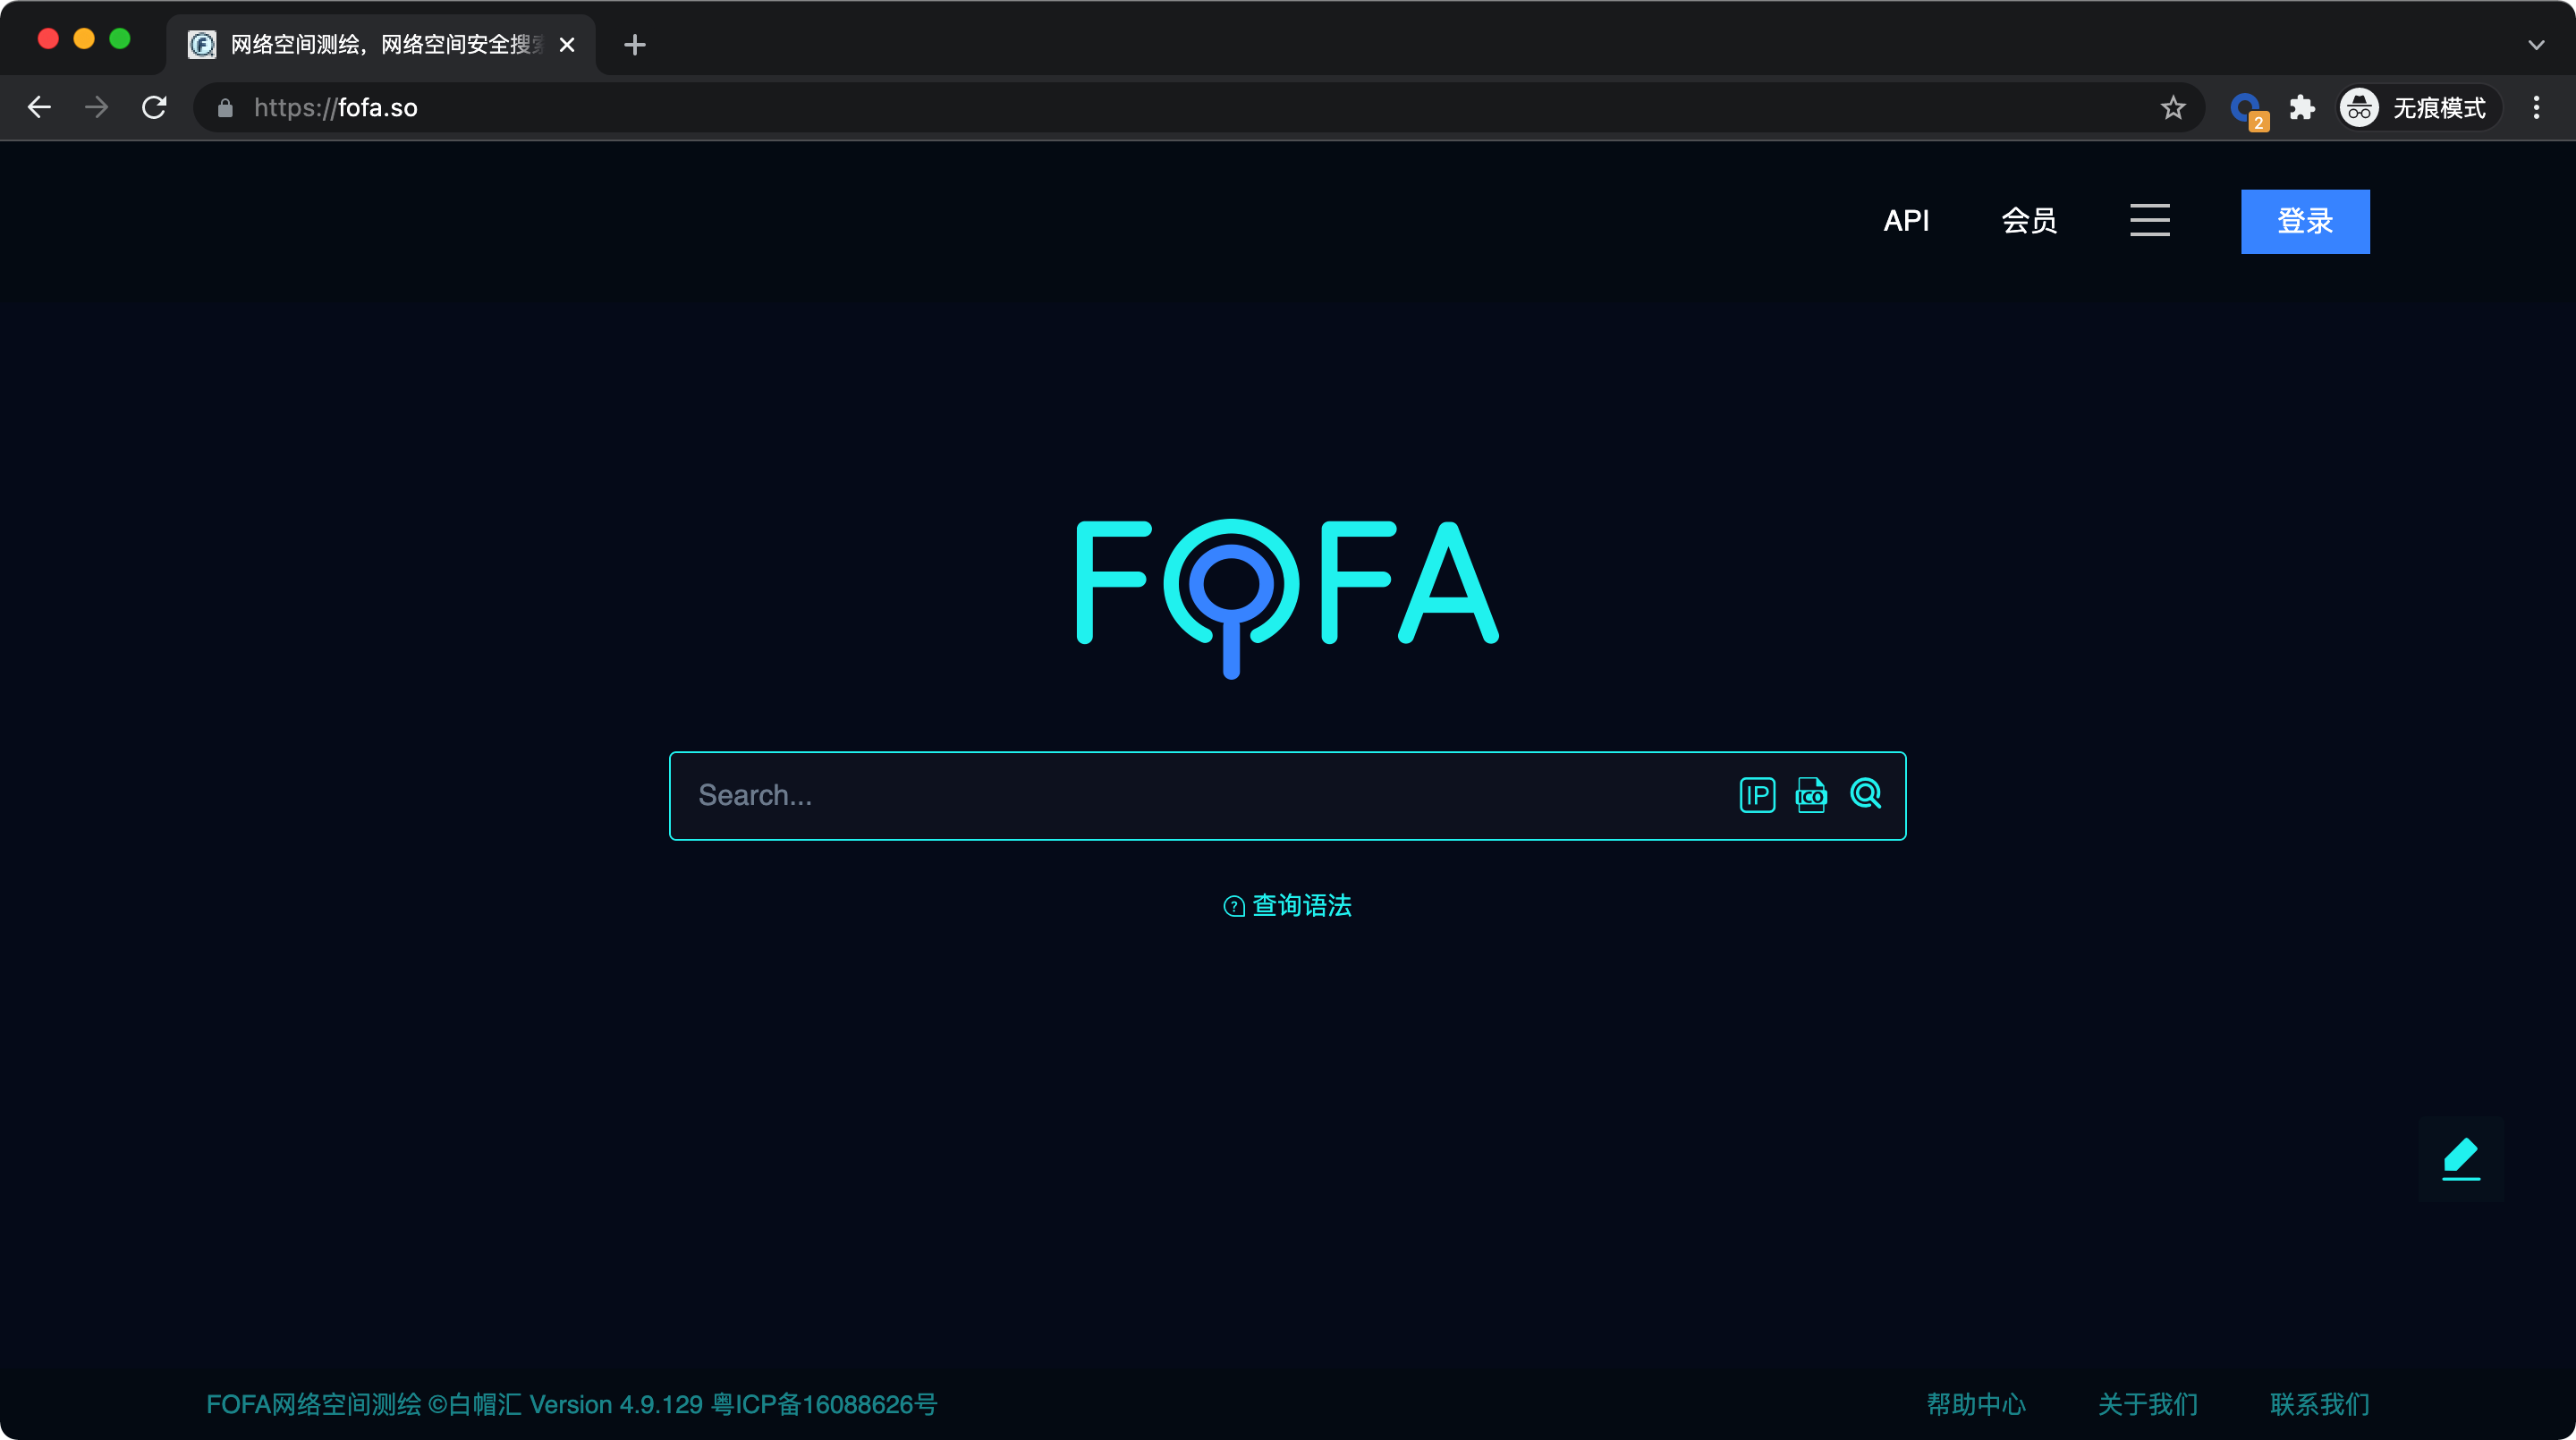 网络空间测绘，网络空间安全搜索
https://fofa.so
2
无痕模式
API
会员
登录
FOFA
Search...
IP
ICO
查询语法
FOFA网络空间测绘 ©白帽汇 Version 4.9.129 粤ICP备16088626号
帮助中心
关于我们
联系我们